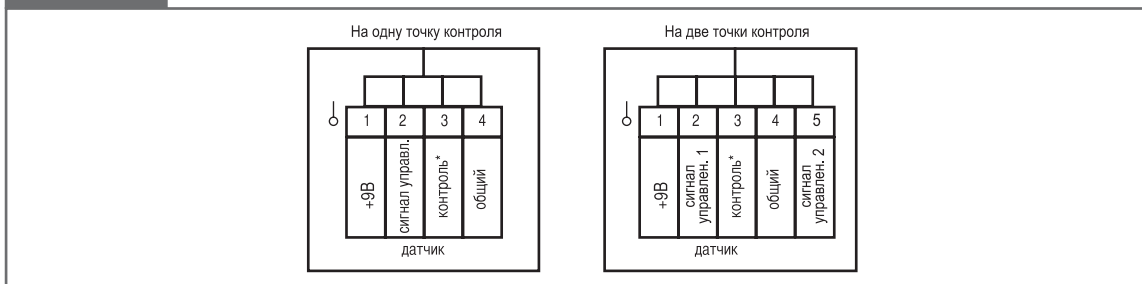 На одну точку контроля
1 2 3 4
+9В
сигнал управл.
контроль*
общий
датчик
На две точки контроля
1 2 3 4 5
+9В
сигнал
управлен. 1
контроль*
общий
сигнал
управлен. 2
датчик